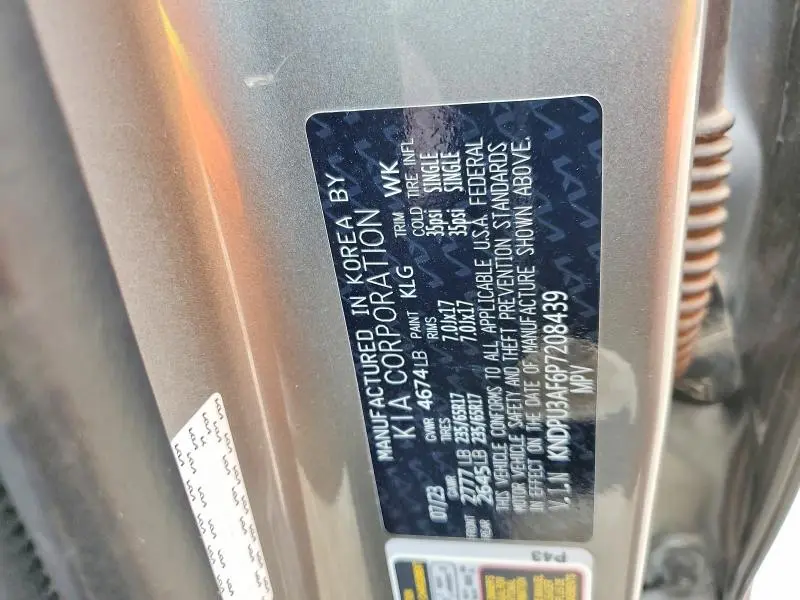 MANUFACTURED IN KOREA BY
KIA CORPORATION
07/23 GVWR 4674LB PAINT KLG TRIM WK
GAWR TIRES RIMS COLD TIRE INFL
FRONT 2777LB 235/65R17 7.0Jx17 35psi SINGLE
REAR 2645LB 235/65R17 7.0Jx17 35psi SINGLE
THIS VEHICLE CONFORMS TO ALL APPLICABLE U.S.A. FEDERAL
MOTOR VEHICLE SAFETY AND THEFT PREVENTION STANDARDS
IN EFFECT ON THE DATE OF MANUFACTURE SHOWN ABOVE.
V.I.N KNDPU3AF6P7208439
MPV
P43